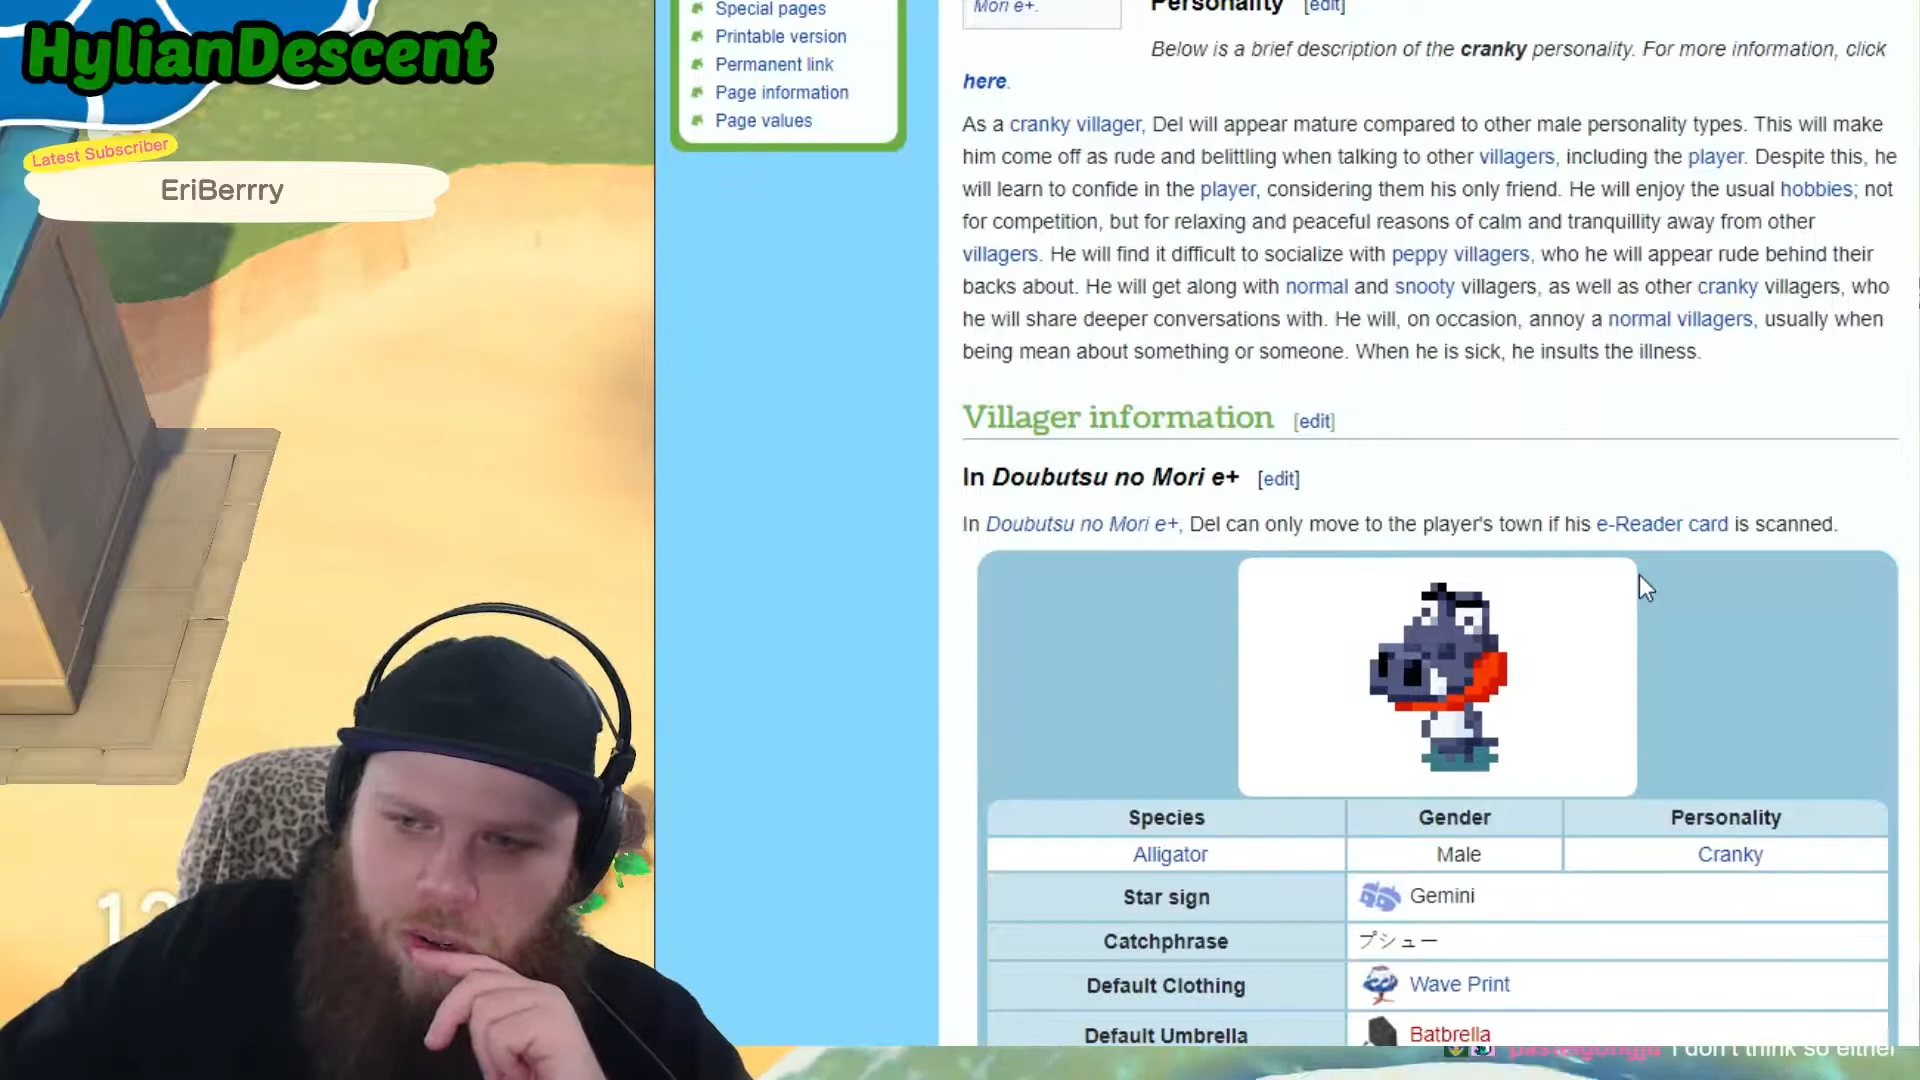 HylianDescent
Latest Subscriber
EriBerrry
Special pages
Printable version
Permanent link
Page information
Page values
Mori e+.
Personality [edit]
Below is a brief description of the cranky personality. For more information, click
here.
As a cranky villager, Del will appear mature compared to other male personality types. This will make
him come off as rude and belittling when talking to other villagers, including the player. Despite this, he
will learn to confide in the player, considering them his only friend. He will enjoy the usual hobbies; not
for competition, but for relaxing and peaceful reasons of calm and tranquillity away from other
villagers. He will find it difficult to socialize with peppy villagers, who he will appear rude behind their
backs about. He will get along with normal and snooty villagers, as well as other cranky villagers, who
he will share deeper conversations with. He will, on occasion, annoy a normal villagers, usually when
being mean about something or someone. When he is sick, he insults the illness.
Villager information [edit]
In Doubutsu no Mori e+ [edit]
In Doubutsu no Mori e+, Del can only move to the player's town if his e-Reader card is scanned.
Species Gender Personality
Alligator Male Cranky
Star sign Gemini
Catchphrase プシュー
Default Clothing Wave Print
Default Umbrella Batbrella
I don't think so either